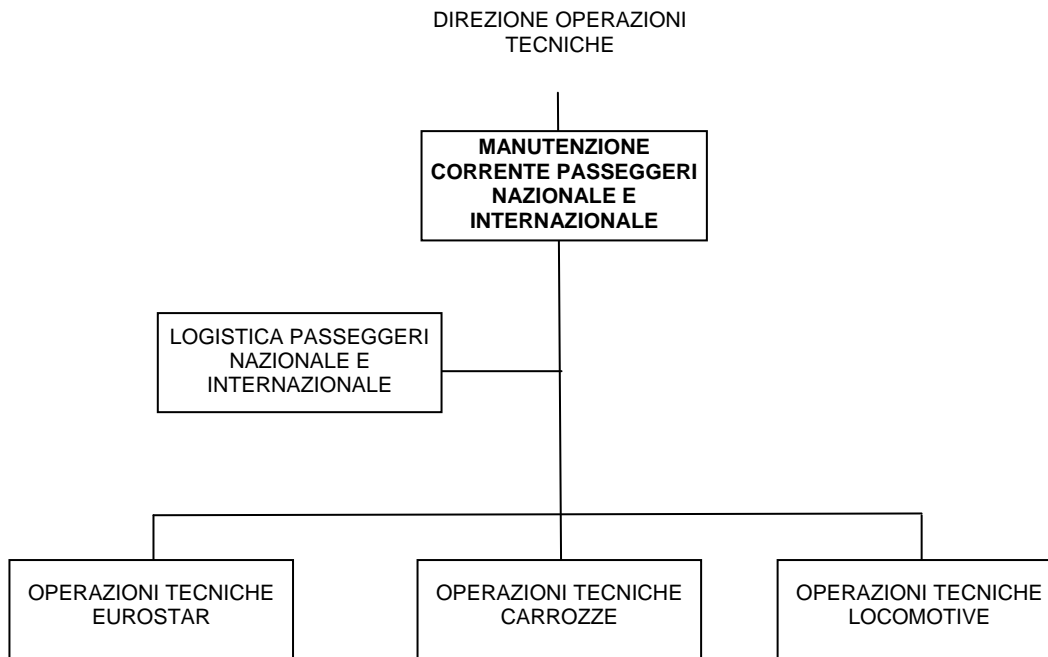 DIREZIONE OPERAZIONI
TECNICHE
MANUTENZIONE
CORRENTE PASSEGGERI
NAZIONALE E
INTERNAZIONALE
LOGISTICA PASSEGGERI
NAZIONALE E
INTERNAZIONALE
OPERAZIONI TECNICHE
EUROSTAR
OPERAZIONI TECNICHE
CARROZZE
OPERAZIONI TECNICHE
LOCOMOTIVE